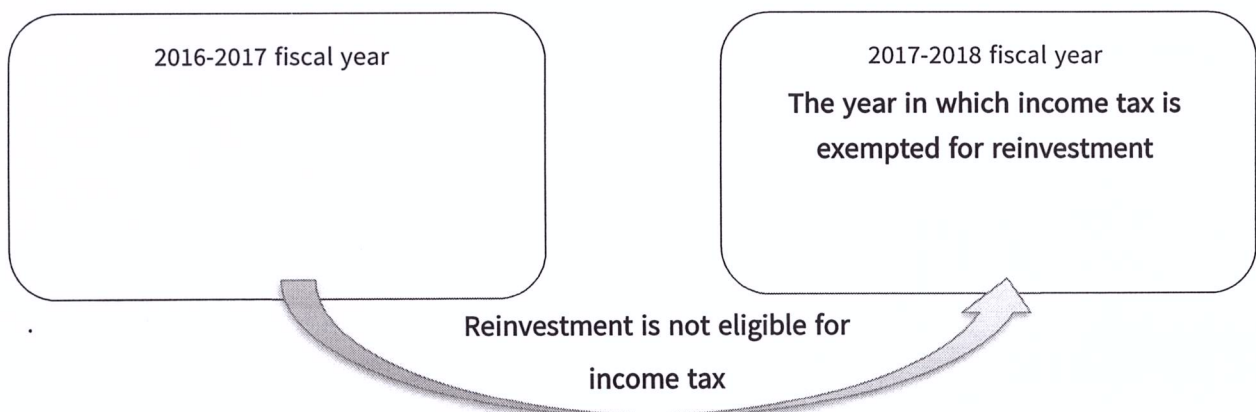 2016-2017 fiscal year
2017-2018 fiscal year
The year in which income tax is
exempted for reinvestment
Reinvestment is not eligible for
income tax